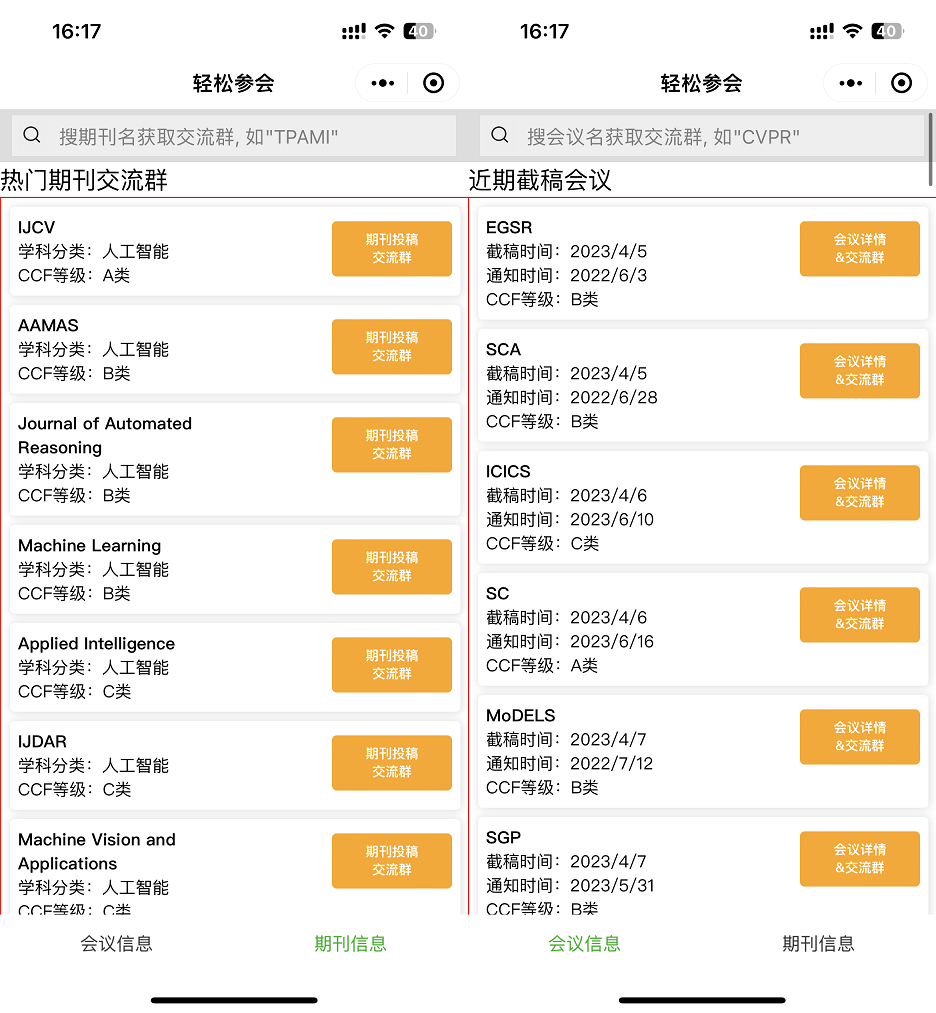 16:17
40
轻松参会
搜期刊名获取交流群, 如"TPAMI"
热门期刊交流群
IJCV
学科分类：人工智能
CCF等级：A类
期刊投稿
交流群
AAMAS
学科分类：人工智能
CCF等级：B类
期刊投稿
交流群
Journal of Automated
Reasoning
学科分类：人工智能
CCF等级：B类
期刊投稿
交流群
Machine Learning
学科分类：人工智能
CCF等级：B类
期刊投稿
交流群
Applied Intelligence
学科分类：人工智能
CCF等级：C类
期刊投稿
交流群
IJDAR
学科分类：人工智能
CCF等级：C类
期刊投稿
交流群
Machine Vision and
Applications
学科分类：人工智能
CCF等级：C类
期刊投稿
交流群
会议信息
期刊信息
16:17
40
轻松参会
搜会议名获取交流群, 如"CVPR"
近期截稿会议
EGSR
截稿时间：2023/4/5
通知时间：2022/6/3
CCF等级：B类
会议详情
&交流群
SCA
截稿时间：2023/4/5
通知时间：2022/6/28
CCF等级：B类
会议详情
&交流群
ICICS
截稿时间：2023/4/6
通知时间：2023/6/10
CCF等级：C类
会议详情
&交流群
SC
截稿时间：2023/4/6
通知时间：2023/6/16
CCF等级：A类
会议详情
&交流群
MoDELS
截稿时间：2023/4/7
通知时间：2022/7/12
CCF等级：B类
会议详情
&交流群
SGP
截稿时间：2023/4/7
通知时间：2023/5/31
CCF等级：B类
会议详情
&交流群
会议信息
期刊信息